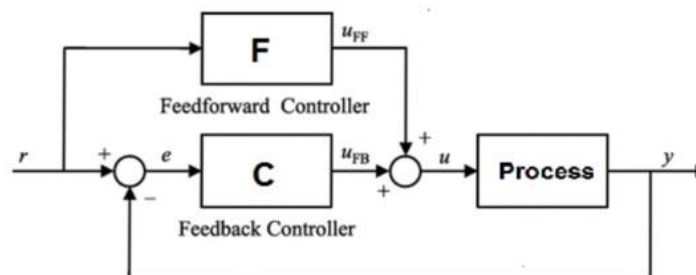 F
u_FF
Feedforward Controller
+
r
+
e
C
u_FB
+
u
Process
y
−
Feedback Controller